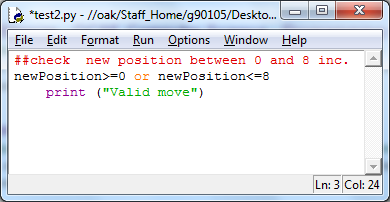 *test2.py - //oak/Staff_Home/g90105/Deskto...
File Edit Format Run Options Window Help
##check  new position between 0 and 8 inc.
newPosition>=0 or newPosition<=8
    print ("Valid move")
Ln: 3 Col: 24